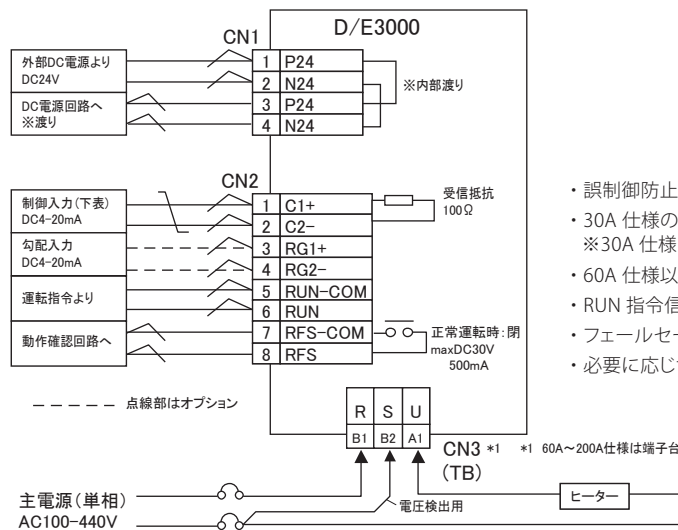 D/E3000
CN1
外部DC電源より
DC24V
DC電源回路へ
※渡り
1 P24
2 N24
3 P24
4 N24
※内部渡り
CN2
制御入力(下表)
DC4-20mA
勾配入力
DC4-20mA
運転指令より
動作確認回路へ
1 C1+
2 C2-
3 RG1+
4 RG2-
5 RUN-COM
6 RUN
7 RFS-COM
8 RFS
受信抵抗
100Ω
正常運転時:閉
maxDC30V
500mA
点線部はオプション
R S U
B1 B2 A1
CN3 *1
(TB)
*1 60A～200A仕様は端子台
主電源(単相)
AC100-440V
電圧検出用
ヒーター
・誤制御防止
・30A 仕様の
※30A 仕様
・60A 仕様以
・RUN 指令信
・フェールセー
・必要に応じ